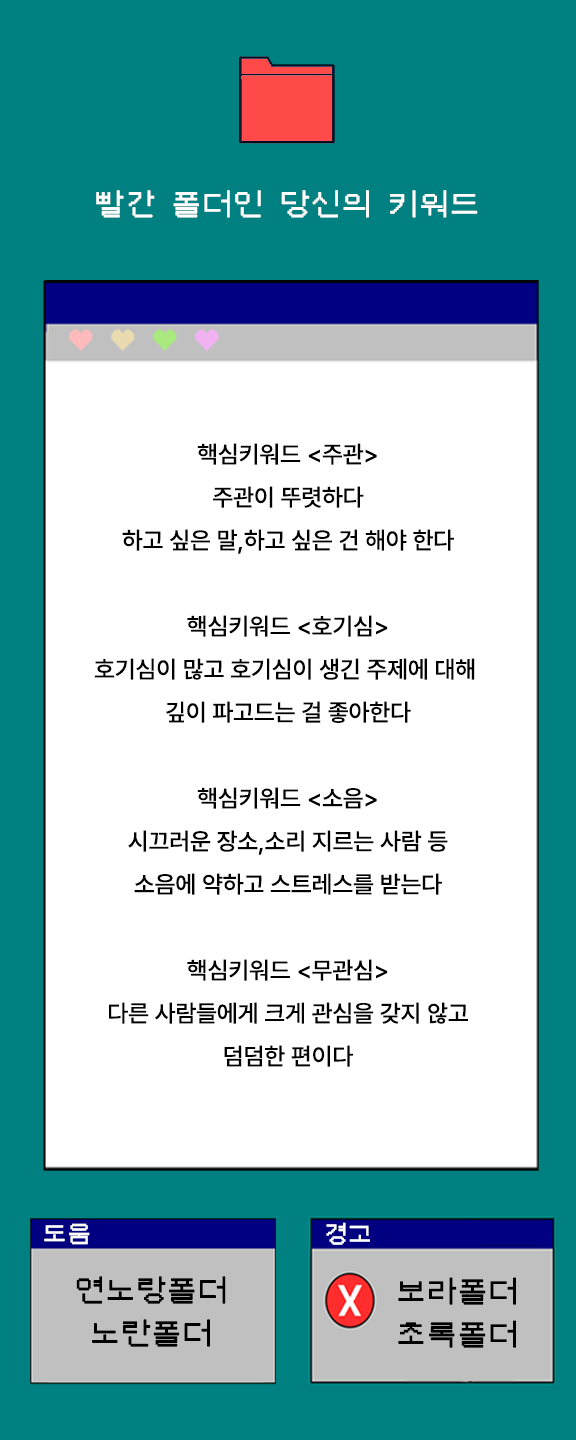 빨간 폴더인 당신의 키워드
핵심키워드 <주관>
주관이 뚜렷하다
하고 싶은 말,하고 싶은 건 해야 한다
핵심키워드 <호기심>
호기심이 많고 호기심이 생긴 주제에 대해
깊이 파고드는 걸 좋아한다
핵심키워드 <소음>
시끄러운 장소,소리 지르는 사람 등
소음에 약하고 스트레스를 받는다
핵심키워드 <무관심>
다른 사람들에게 크게 관심을 갖지 않고
덤덤한 편이다
도움
연노랑폴더
노란폴더
경고
X
보라폴더
초록폴더